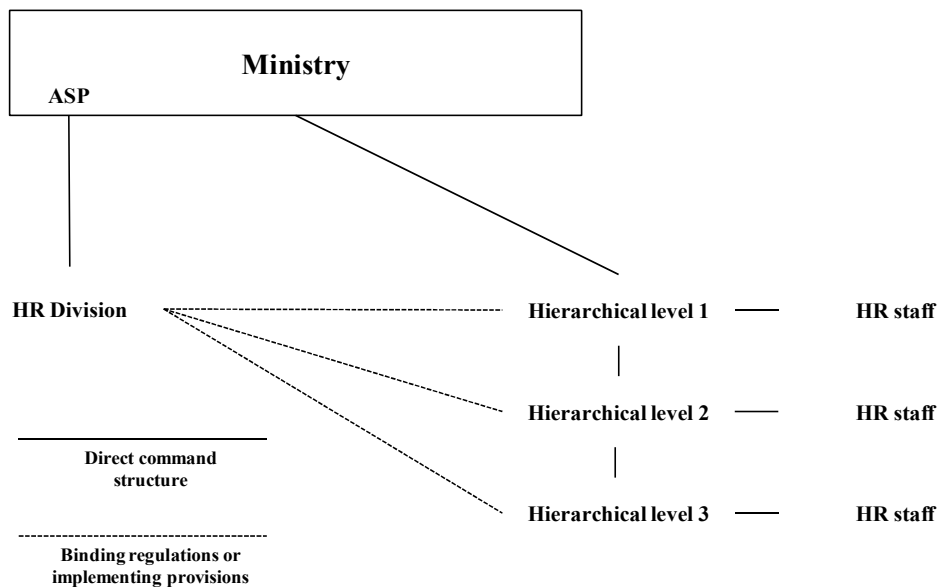 Ministry
ASP
HR Division
Hierarchical level 1
HR staff
Hierarchical level 2
HR staff
Direct command
structure
Hierarchical level 3
HR staff
Binding regulations or
implementing provisions